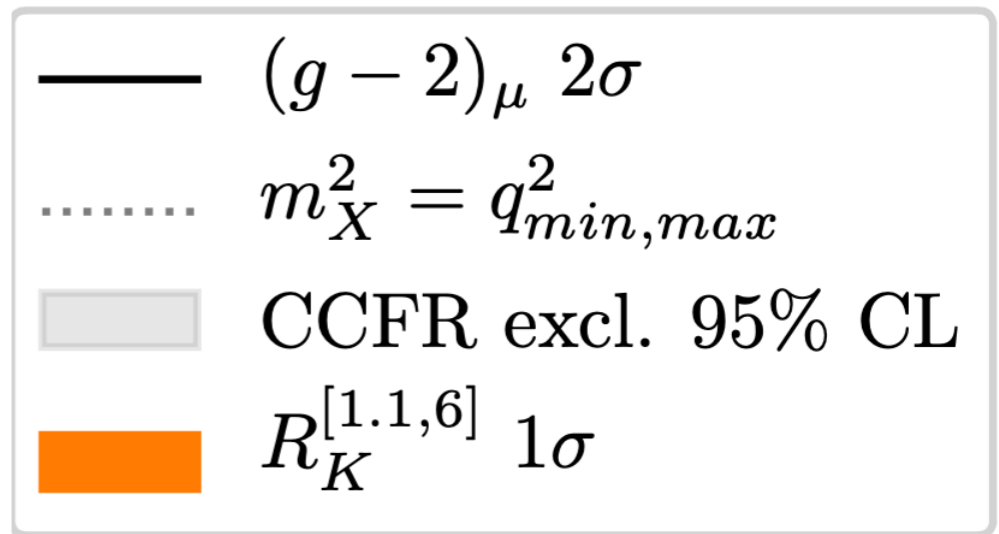 (g − 2)_μ 2σ
m_X^2 = q_{min,max}^2
CCFR excl. 95% CL
R_K^{[1.1,6]} 1σ